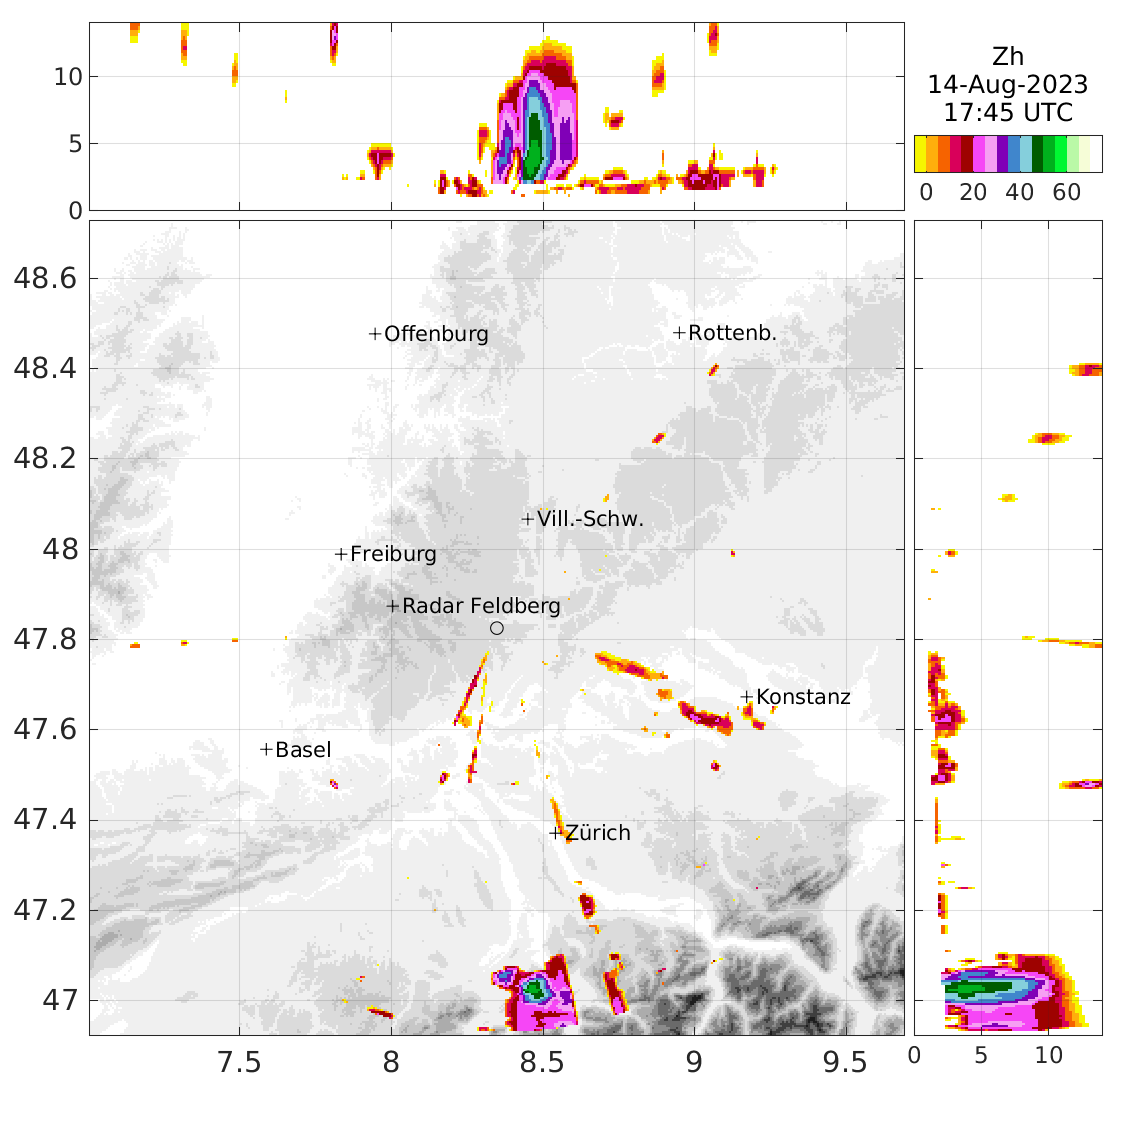 10
5
0
Zh
14-Aug-2023
17:45 UTC
0 20 40 60
48.6
48.4
48.2
48
47.8
47.6
47.4
47.2
47
Offenburg
Rottenb.
Vill.-Schw.
Freiburg
Radar Feldberg
Konstanz
Basel
Zürich
7.5 8 8.5 9 9.5
0 5 10